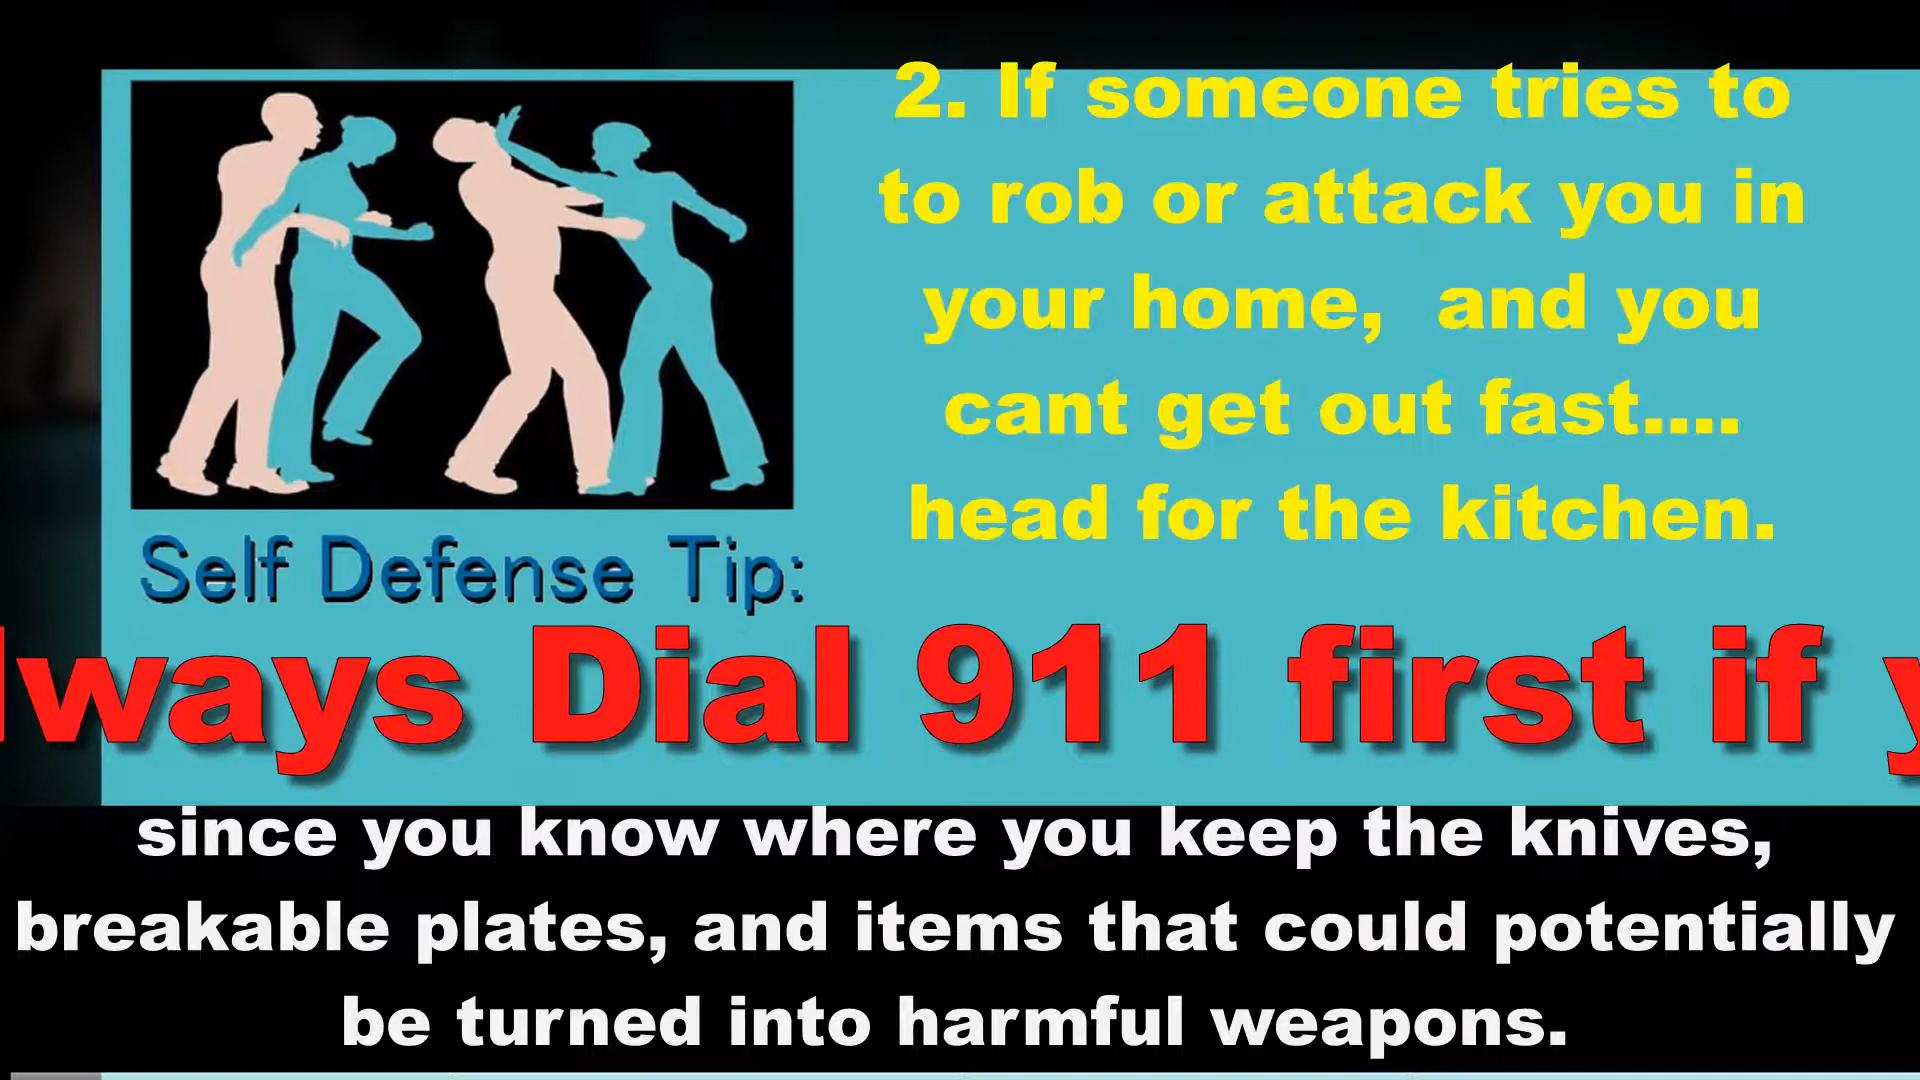 2. If someone tries to
to rob or attack you in
your home, and you
cant get out fast....
head for the kitchen.
Self Defense Tip:
lways Dial 911 first if y
since you know where you keep the knives,
breakable plates, and items that could potentially
be turned into harmful weapons.